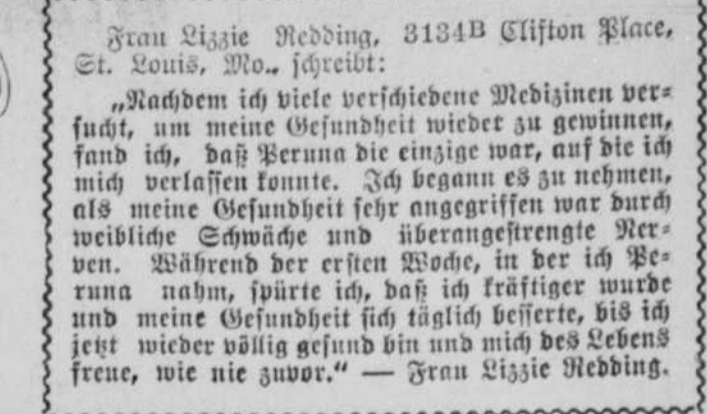 Frau Lizzie Redding, 3134B Clifton Place,
St. Louis, Mo., schreibt:
„Nachdem ich viele verschiedene Medizinen ver-
sucht, um meine Gesundheit wieder zu gewinnen,
fand ich, daß Peruna die einzige war, auf die ich
mich verlassen konnte. Ich begann es zu nehmen,
als meine Gesundheit sehr angegriffen war durch
weibliche Schwäche und überangestrengte Ner-
ven. Während der ersten Woche, in der ich Pe-
runa nahm, spürte ich, daß ich kräftiger wurde
und meine Gesundheit sich täglich besserte, bis ich
jetzt wieder völlig gesund bin und mich des Lebens
freue, wie nie zuvor.“ — Frau Lizzie Redding.